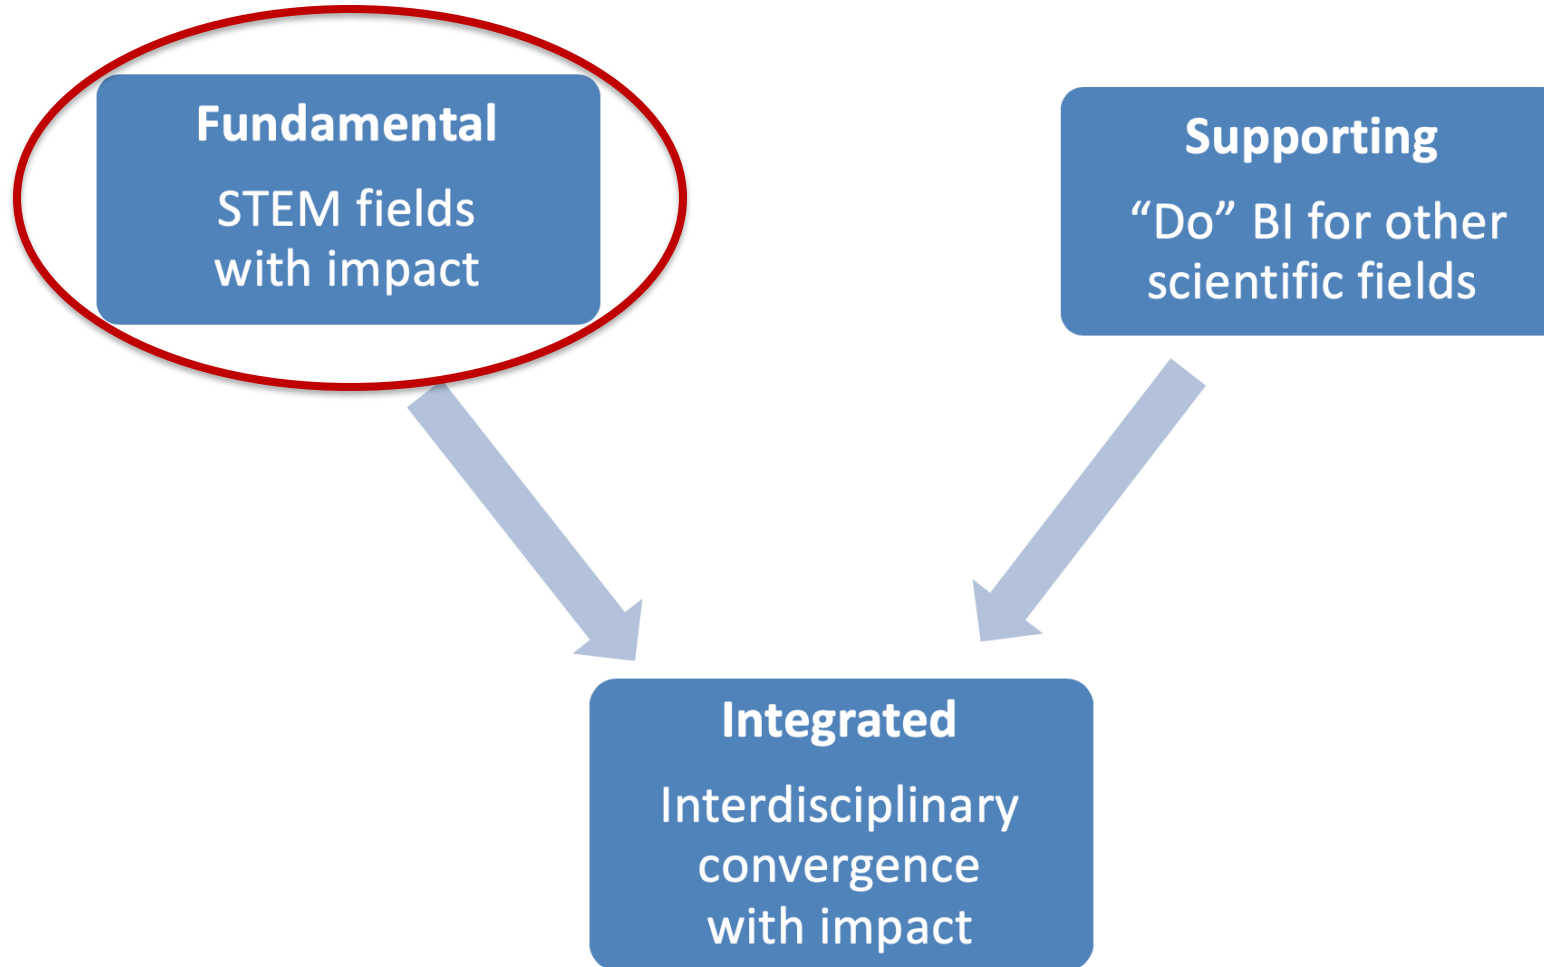 Fundamental
STEM fields
with impact
Supporting
“Do” BI for other
scientific fields
Integrated
Interdisciplinary
convergence
with impact